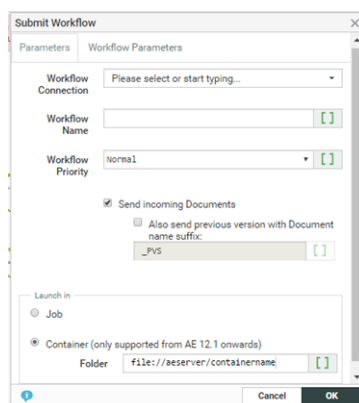 Submit Workflow
Parameters Workflow Parameters
Workflow Connection Please select or start typing...
Workflow Name
Workflow Priority Normal
Send incoming Documents
Also send previous version with Document
name suffix:
_PVS
Launch in
Job
Container (only supported from AE 12.1 onwards)
Folder file://aeserver/containername
Cancel OK